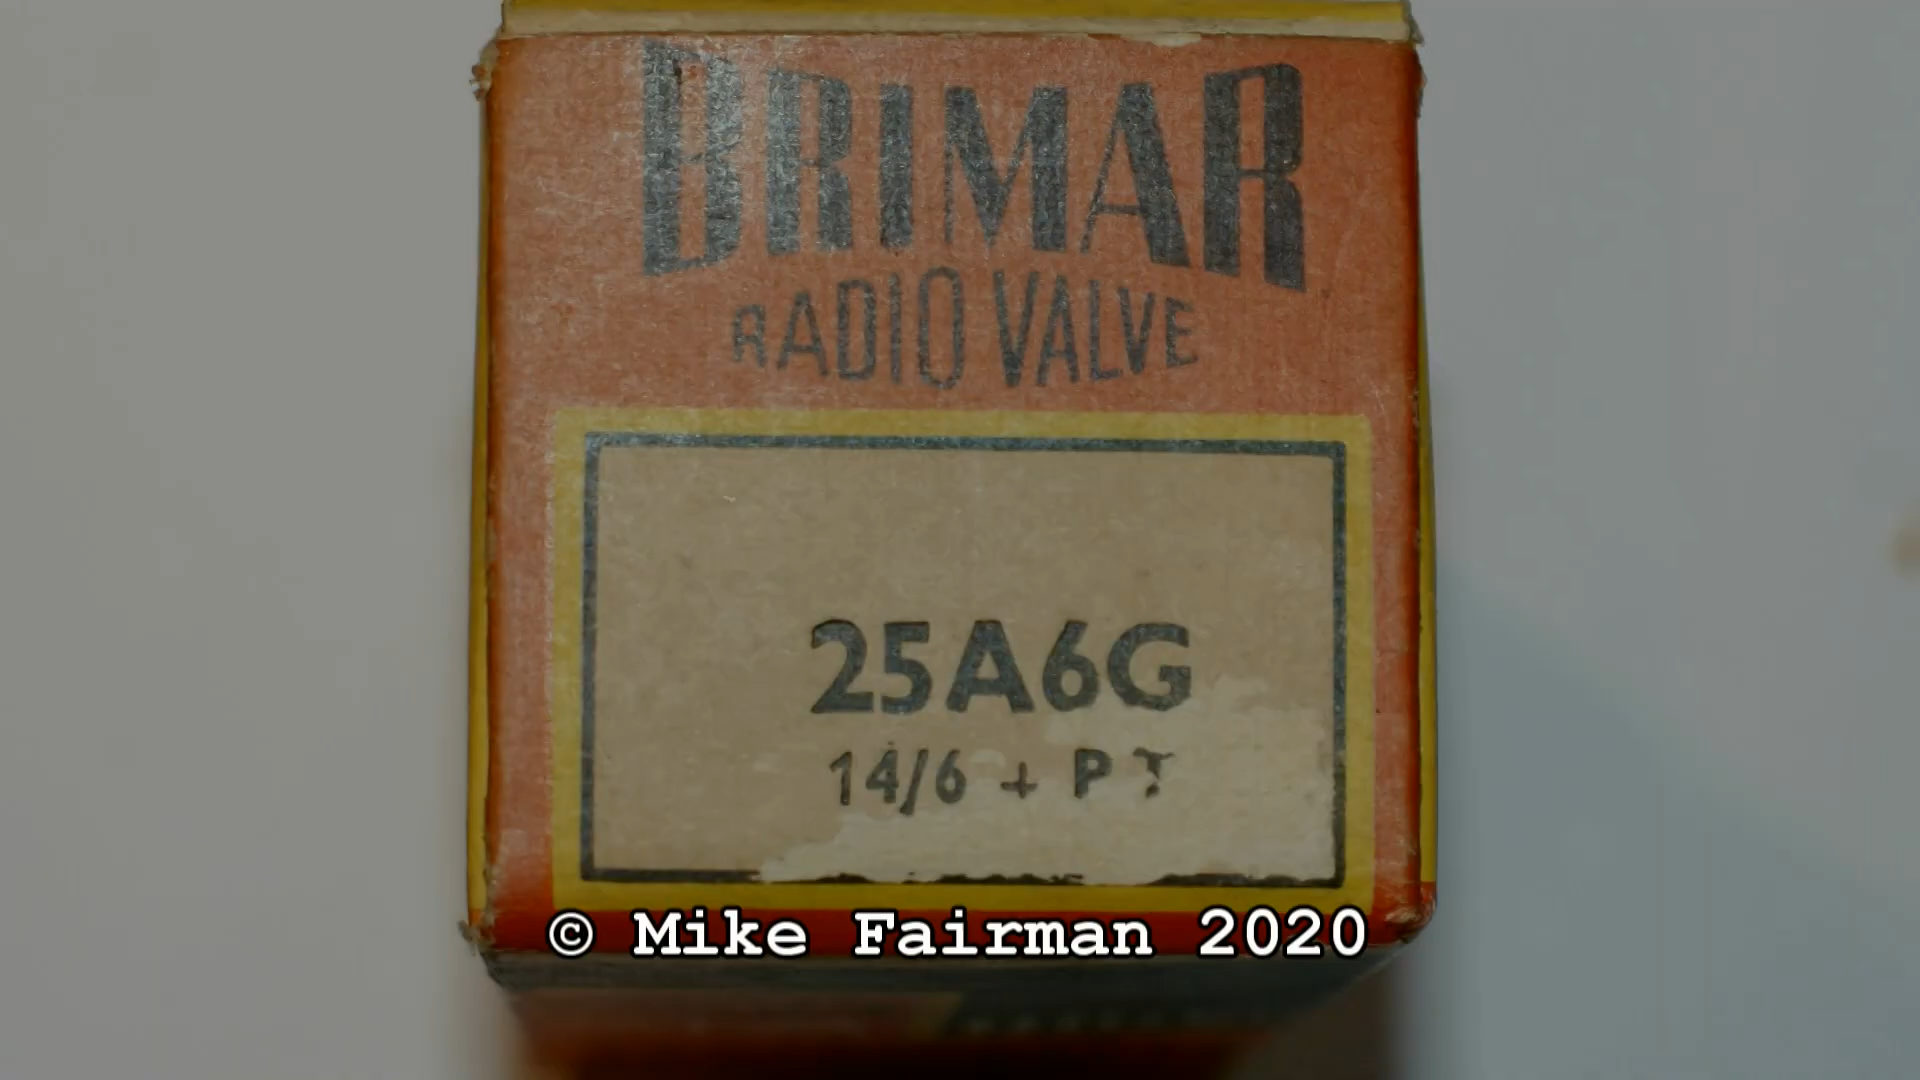 BRIMAR
RADIO VALVE
25A6G
14/6 + P T
© Mike Fairman 2020